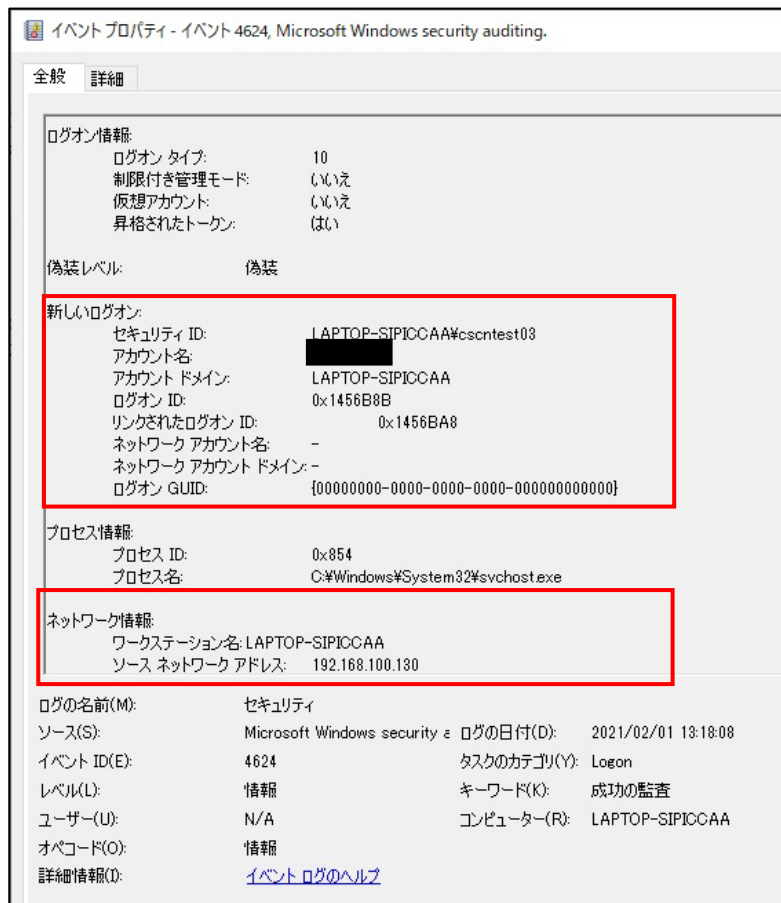 イベント プロパティ - イベント 4624, Microsoft Windows security auditing.
全般 詳細
ログオン情報:
ログオン タイプ: 10
制限付き管理モード: いいえ
仮想アカウント: いいえ
昇格されたトークン: はい
偽装レベル: 偽装
新しいログオン:
セキュリティ ID: LAPTOP-SIPICCAA¥cscntest03
アカウント名:
アカウント ドメイン: LAPTOP-SIPICCAA
ログオン ID: 0x1456B8B
リンクされたログオン ID: 0x1456BA8
ネットワーク アカウント名: -
ネットワーク アカウント ドメイン: -
ログオン GUID: {00000000-0000-0000-0000-000000000000}
プロセス情報:
プロセス ID: 0x854
プロセス名: C:¥Windows¥System32¥svchost.exe
ネットワーク情報:
ワークステーション名: LAPTOP-SIPICCAA
ソース ネットワーク アドレス: 192.168.100.130
ログの名前(M): セキュリティ
ソース(S): Microsoft Windows security a ログの日付(D): 2021/02/01 13:18:08
イベント ID(E): 4624 タスクのカテゴリ(Y): Logon
レベル(L): 情報 キーワード(K): 成功の監査
ユーザー(U): N/A コンピューター(R): LAPTOP-SIPICCAA
オペコード(O): 情報
詳細情報(I): イベント ログのヘルプ